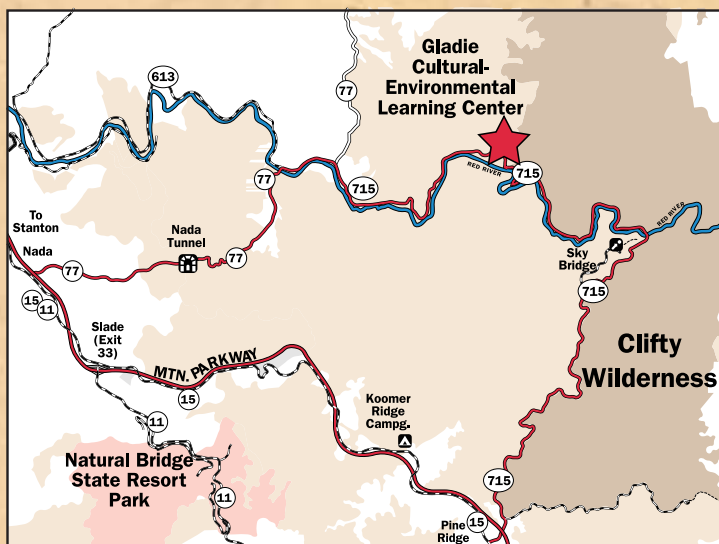 Gladie
Cultural-
Environmental
Learning Center
613
77
77
715
RED RIVER
715
RED RIVER
To
Stanton
Nada
Nada
Tunnel
77
77
Sky
Bridge
715
15
11
Slade
(Exit
33)
MTN. PARKWAY
15
Clifty
Wilderness
Koomer
Ridge
Campg.
11
Natural Bridge
State Resort
Park
11
715
15
Pine
Ridge